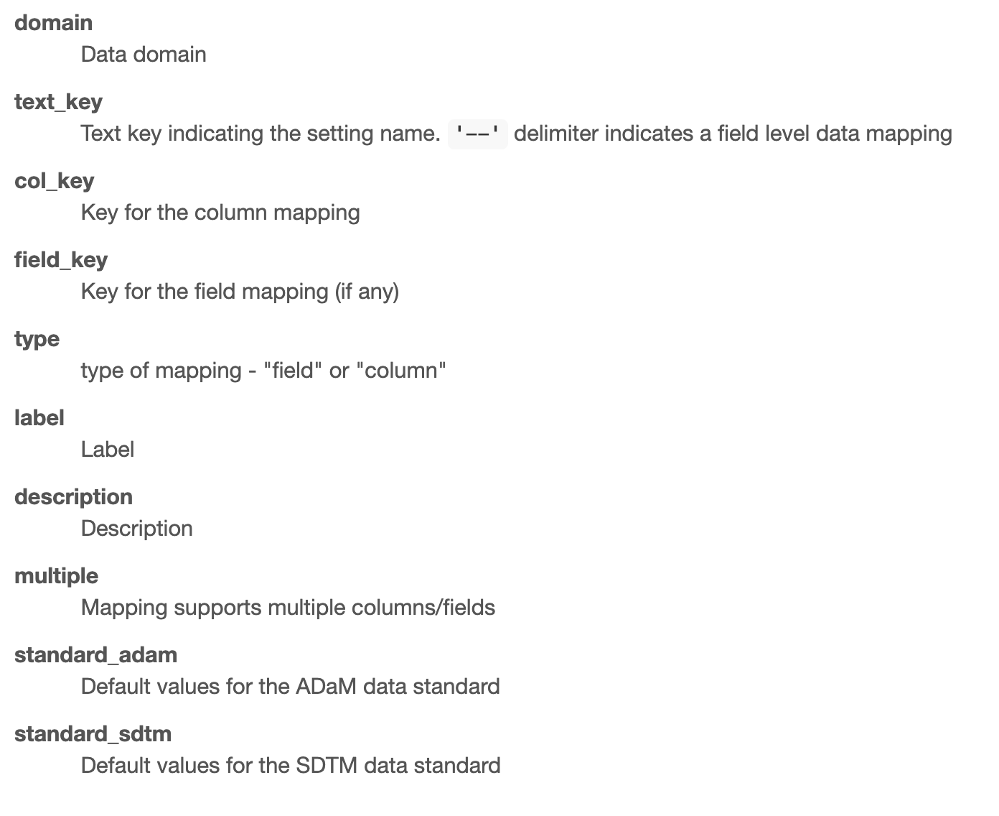 domain
Data domain
text_key
Text key indicating the setting name. '--' delimiter indicates a field level data mapping
col_key
Key for the column mapping
field_key
Key for the field mapping (if any)
type
type of mapping - "field" or "column"
label
Label
description
Description
multiple
Mapping supports multiple columns/fields
standard_adam
Default values for the ADaM data standard
standard_sdtm
Default values for the SDTM data standard